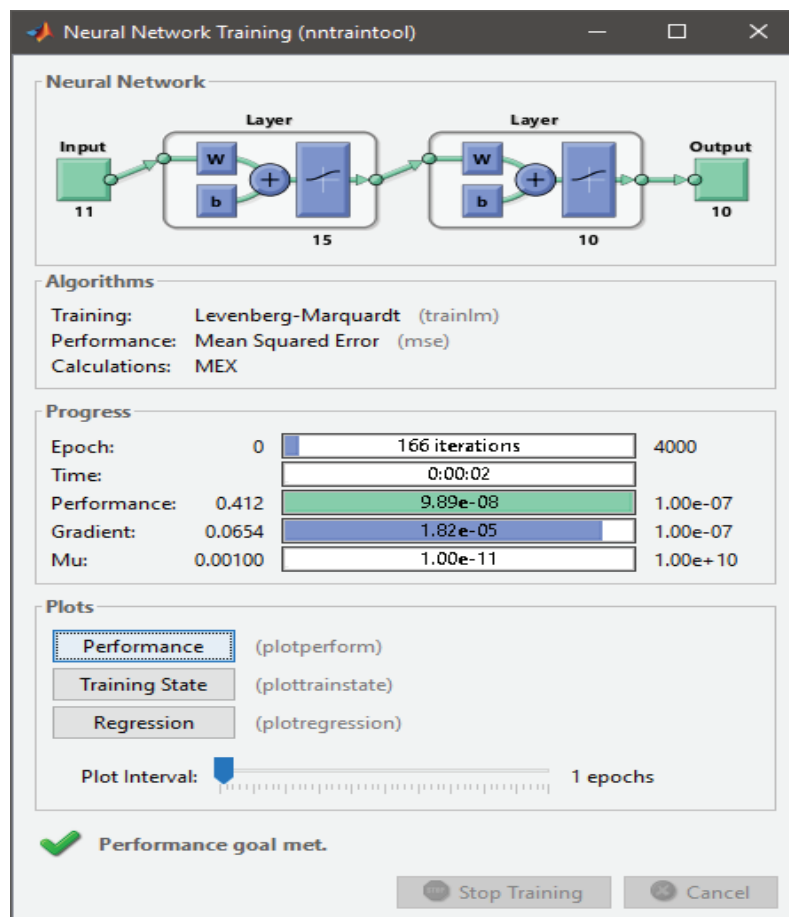 Neural Network Training (nntraintool)
Neural Network
Layer
Layer
Input
Output
W
W
b
b
11
15
10
10
Algorithms
Training: Levenberg-Marquardt (trainlm)
Performance: Mean Squared Error (mse)
Calculations: MEX
Progress
Epoch: 0 166 iterations 4000
Time: 0:00:02
Performance: 0.412 9.89e-08 1.00e-07
Gradient: 0.0654 1.82e-05 1.00e-07
Mu: 0.00100 1.00e-11 1.00e+10
Plots
Performance (plotperform)
Training State (plottrainstate)
Regression (plotregression)
Plot Interval: 1 epochs
Performance goal met.
Stop Training Cancel